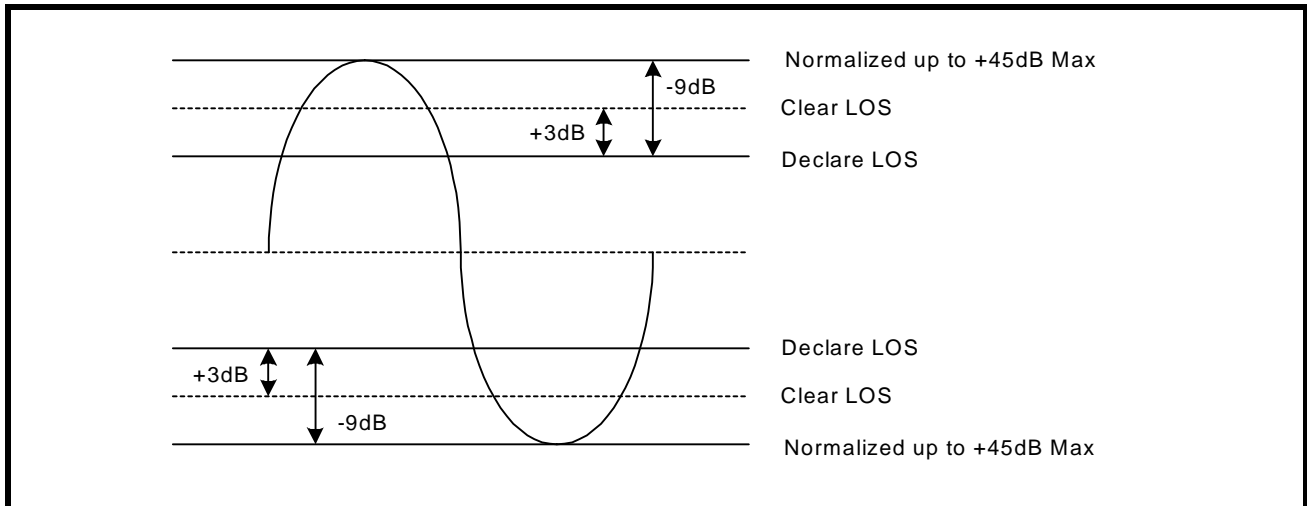 Normalized up to +45dB Max
-9dB
Clear LOS
+3dB
Declare LOS
Declare LOS
+3dB
Clear LOS
-9dB
Normalized up to +45dB Max